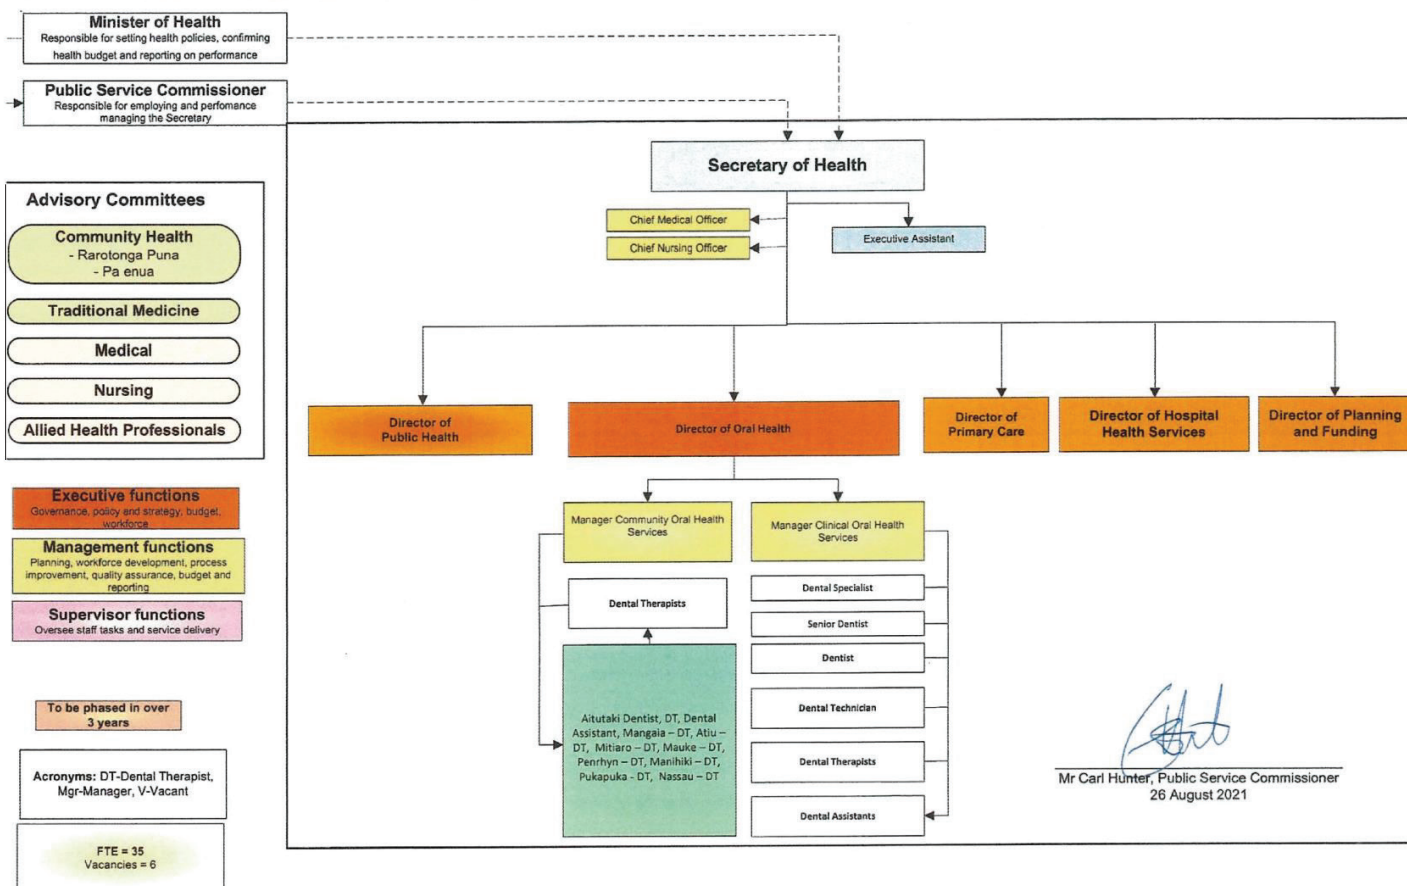 Minister of Health
Responsible for setting health policies, confirming
health budget and reporting on performance
Public Service Commissioner
Responsible for employing and perfomance
managing the Secretary
Secretary of Health
Chief Medical Officer
Chief Nursing Officer
Executive Assistant
Advisory Committees
Community Health
- Rarotonga Puna
- Pa enua
Traditional Medicine
Medical
Nursing
Allied Health Professionals
Director of
Public Health
Director of Oral Health
Director of
Primary Care
Director of Hospital
Health Services
Director of Planning
and Funding
Executive functions
Governance, policy and strategy, budget,
workforce
Management functions
Planning, workforce development, process
improvement, quality assurance, budget and
reporting
Supervisor functions
Oversee staff tasks and service delivery
To be phased in over
3 years
Acronyms: DT-Dental Therapist,
Mgr-Manager, V-Vacant
FTE = 35
Vacancies = 6
Manager Community Oral Health
Services
Dental Therapists
Aitutaki Dentist, DT, Dental
Assistant, Mangaia – DT, Atiu –
DT, Mitiaro – DT, Mauke – DT,
Penrhyn – DT, Manihiki – DT,
Pukapuka - DT, Nassau – DT
Manager Clinical Oral Health
Services
Dental Specialist
Senior Dentist
Dentist
Dental Technician
Dental Therapists
Dental Assistants
Mr Carl Hunter, Public Service Commissioner
26 August 2021